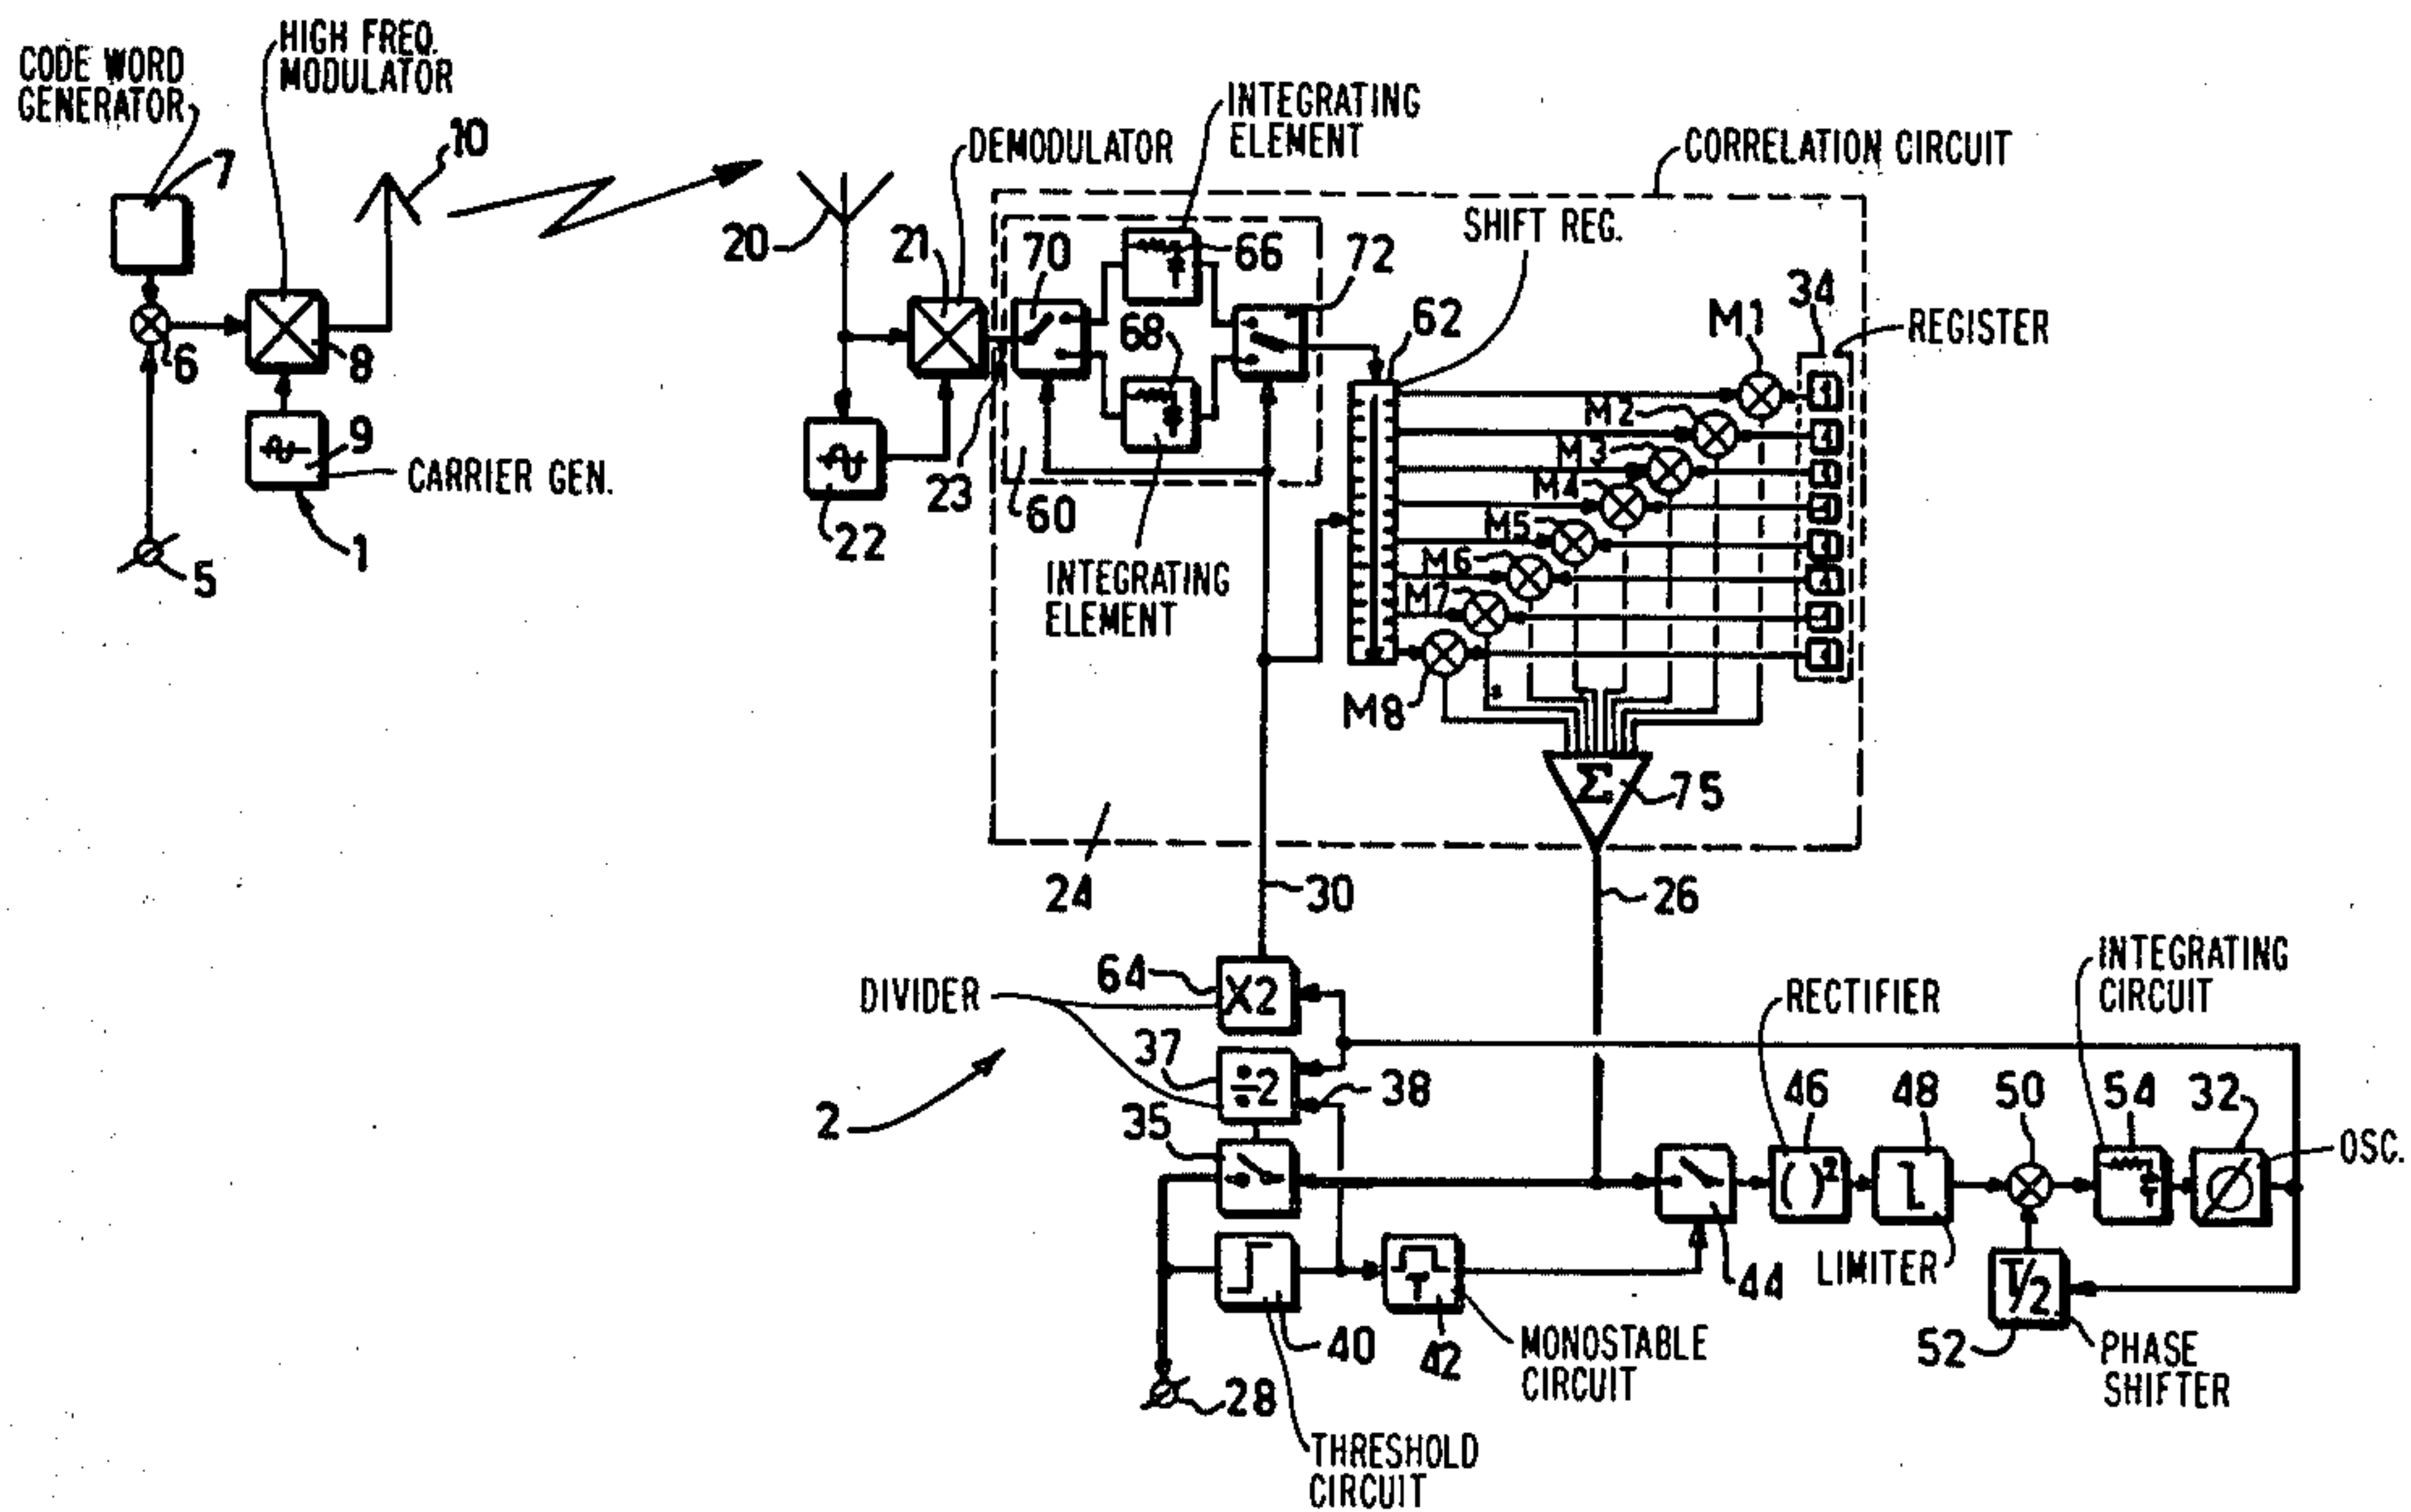 CODE WORD
GENERATOR
7
HIGH FREQ.
MODULATOR
10
6
8
9
CARRIER GEN.
1
5
DEMODULATOR
INTEGRATING
ELEMENT
CORRELATION CIRCUIT
20
21
70
66
72
SHIFT REG.
34
REGISTER
62
68
M1
M2
M3
M4
M5
M6
M7
M8
22
23
60
INTEGRATING
ELEMENT
Σ
75
24
30
26
64
X2
DIVIDER
37
÷2
38
2
35
RECTIFIER
INTEGRATING
CIRCUIT
46
48
50
54
32
OSC.
( )²
44
LIMITER
T/2
52
PHASE
SHIFTER
T
40
42
MONOSTABLE
CIRCUIT
28
THRESHOLD
CIRCUIT